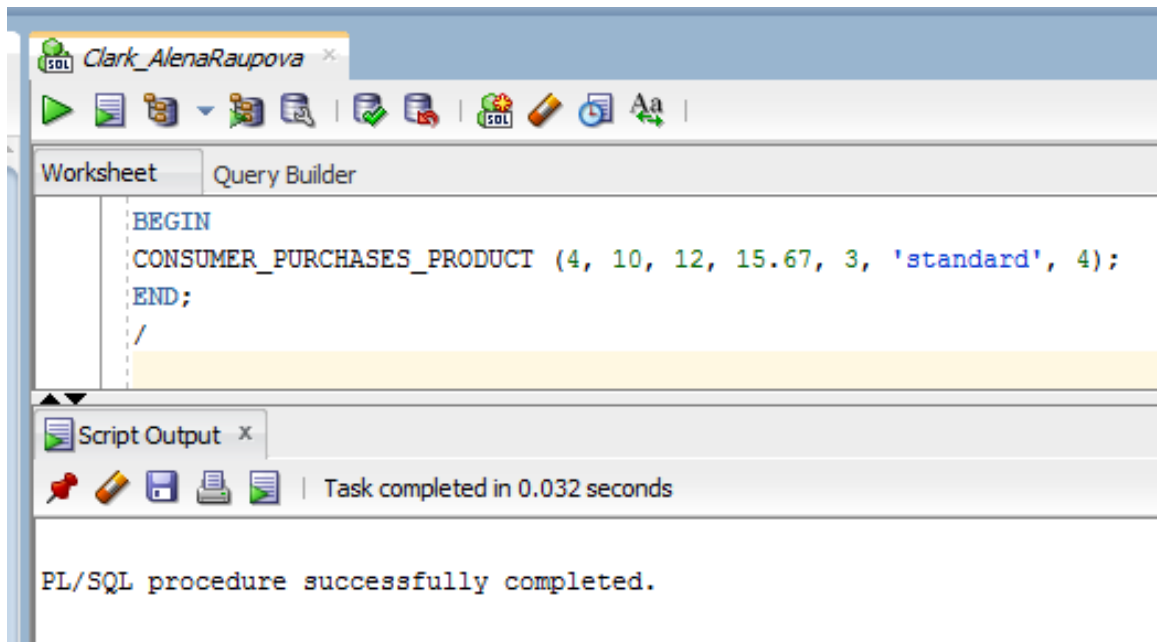 Clark_AlenaRaupova
Worksheet Query Builder
BEGIN
CONSUMER_PURCHASES_PRODUCT (4, 10, 12, 15.67, 3, 'standard', 4);
END;
/
Script Output x
Task completed in 0.032 seconds
PL/SQL procedure successfully completed.